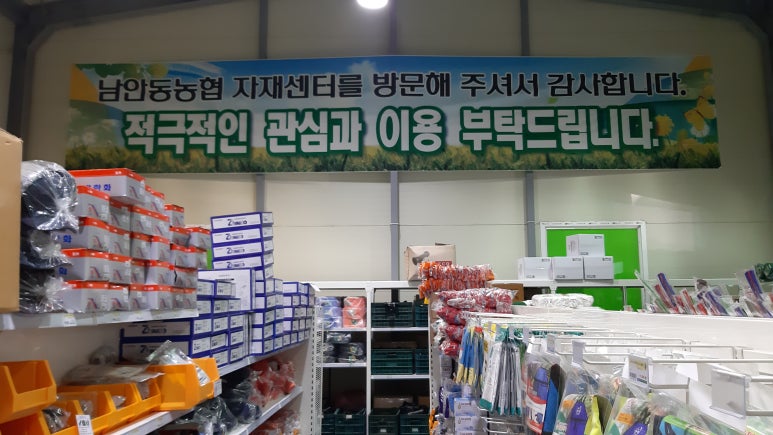 남안동농협 자재센터를 방문해 주셔서 감사합니다.
적극적인 관심과 이용 부탁드립니다.